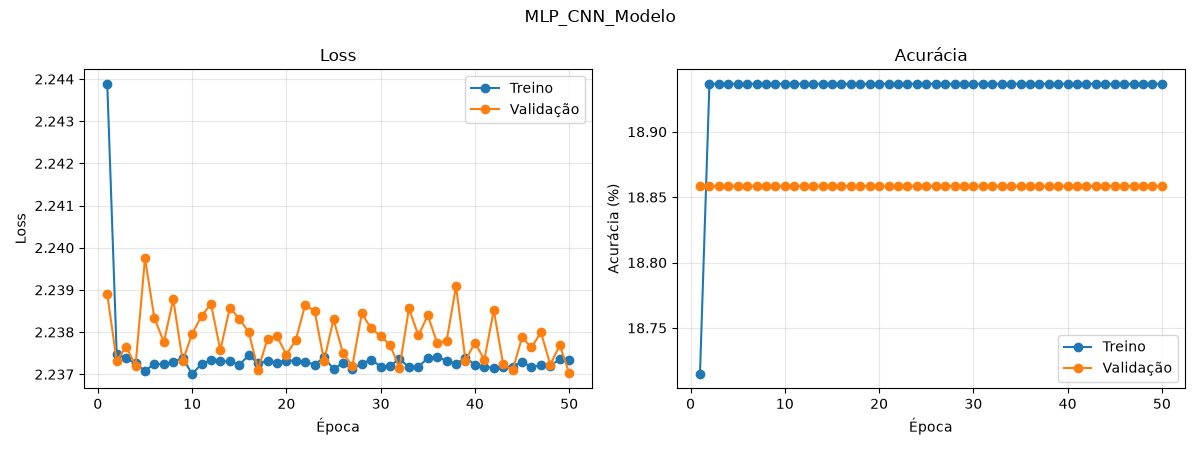 MLP_CNN_Modelo
Loss
2.244
2.243
2.242
2.241
2.240
2.239
2.238
2.237
Loss
0
10
20
30
40
50
Época
Treino
Validação
Acurácia
18.90
18.85
18.80
18.75
Acurácia (%)
0
10
20
30
40
50
Época
Treino
Validação